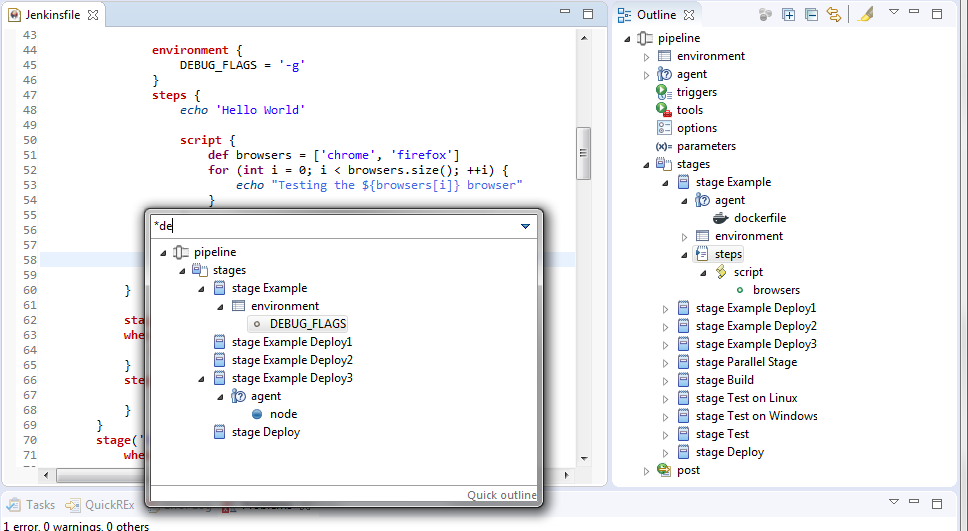 Jenkinsfile
43
44 environment {
45 DEBUG_FLAGS = '-g'
46 }
47 steps {
48 echo 'Hello World'
49
50 script {
51 def browsers = ['chrome', 'firefox']
52 for (int i = 0; i < browsers.size(); ++i) {
53 echo "Testing the ${browsers[i]} browser"
54 }
55
56
57
58
59
60 }
61
62 sta
63 whe
64
65 }
66 ste
67
68 }
69 }
70 stage('
71 whe
*de
pipeline
stages
stage Example
environment
DEBUG_FLAGS
stage Example Deploy1
stage Example Deploy2
stage Example Deploy3
agent
node
stage Deploy
Quick outline
Outline
pipeline
environment
agent
triggers
tools
options
(x)= parameters
stages
stage Example
agent
dockerfile
environment
steps
script
browsers
stage Example Deploy1
stage Example Deploy2
stage Example Deploy3
stage Parallel Stage
stage Build
stage Test on Linux
stage Test on Windows
stage Test
stage Deploy
post
Tasks QuickREx
1 error, 0 warnings, 0 others